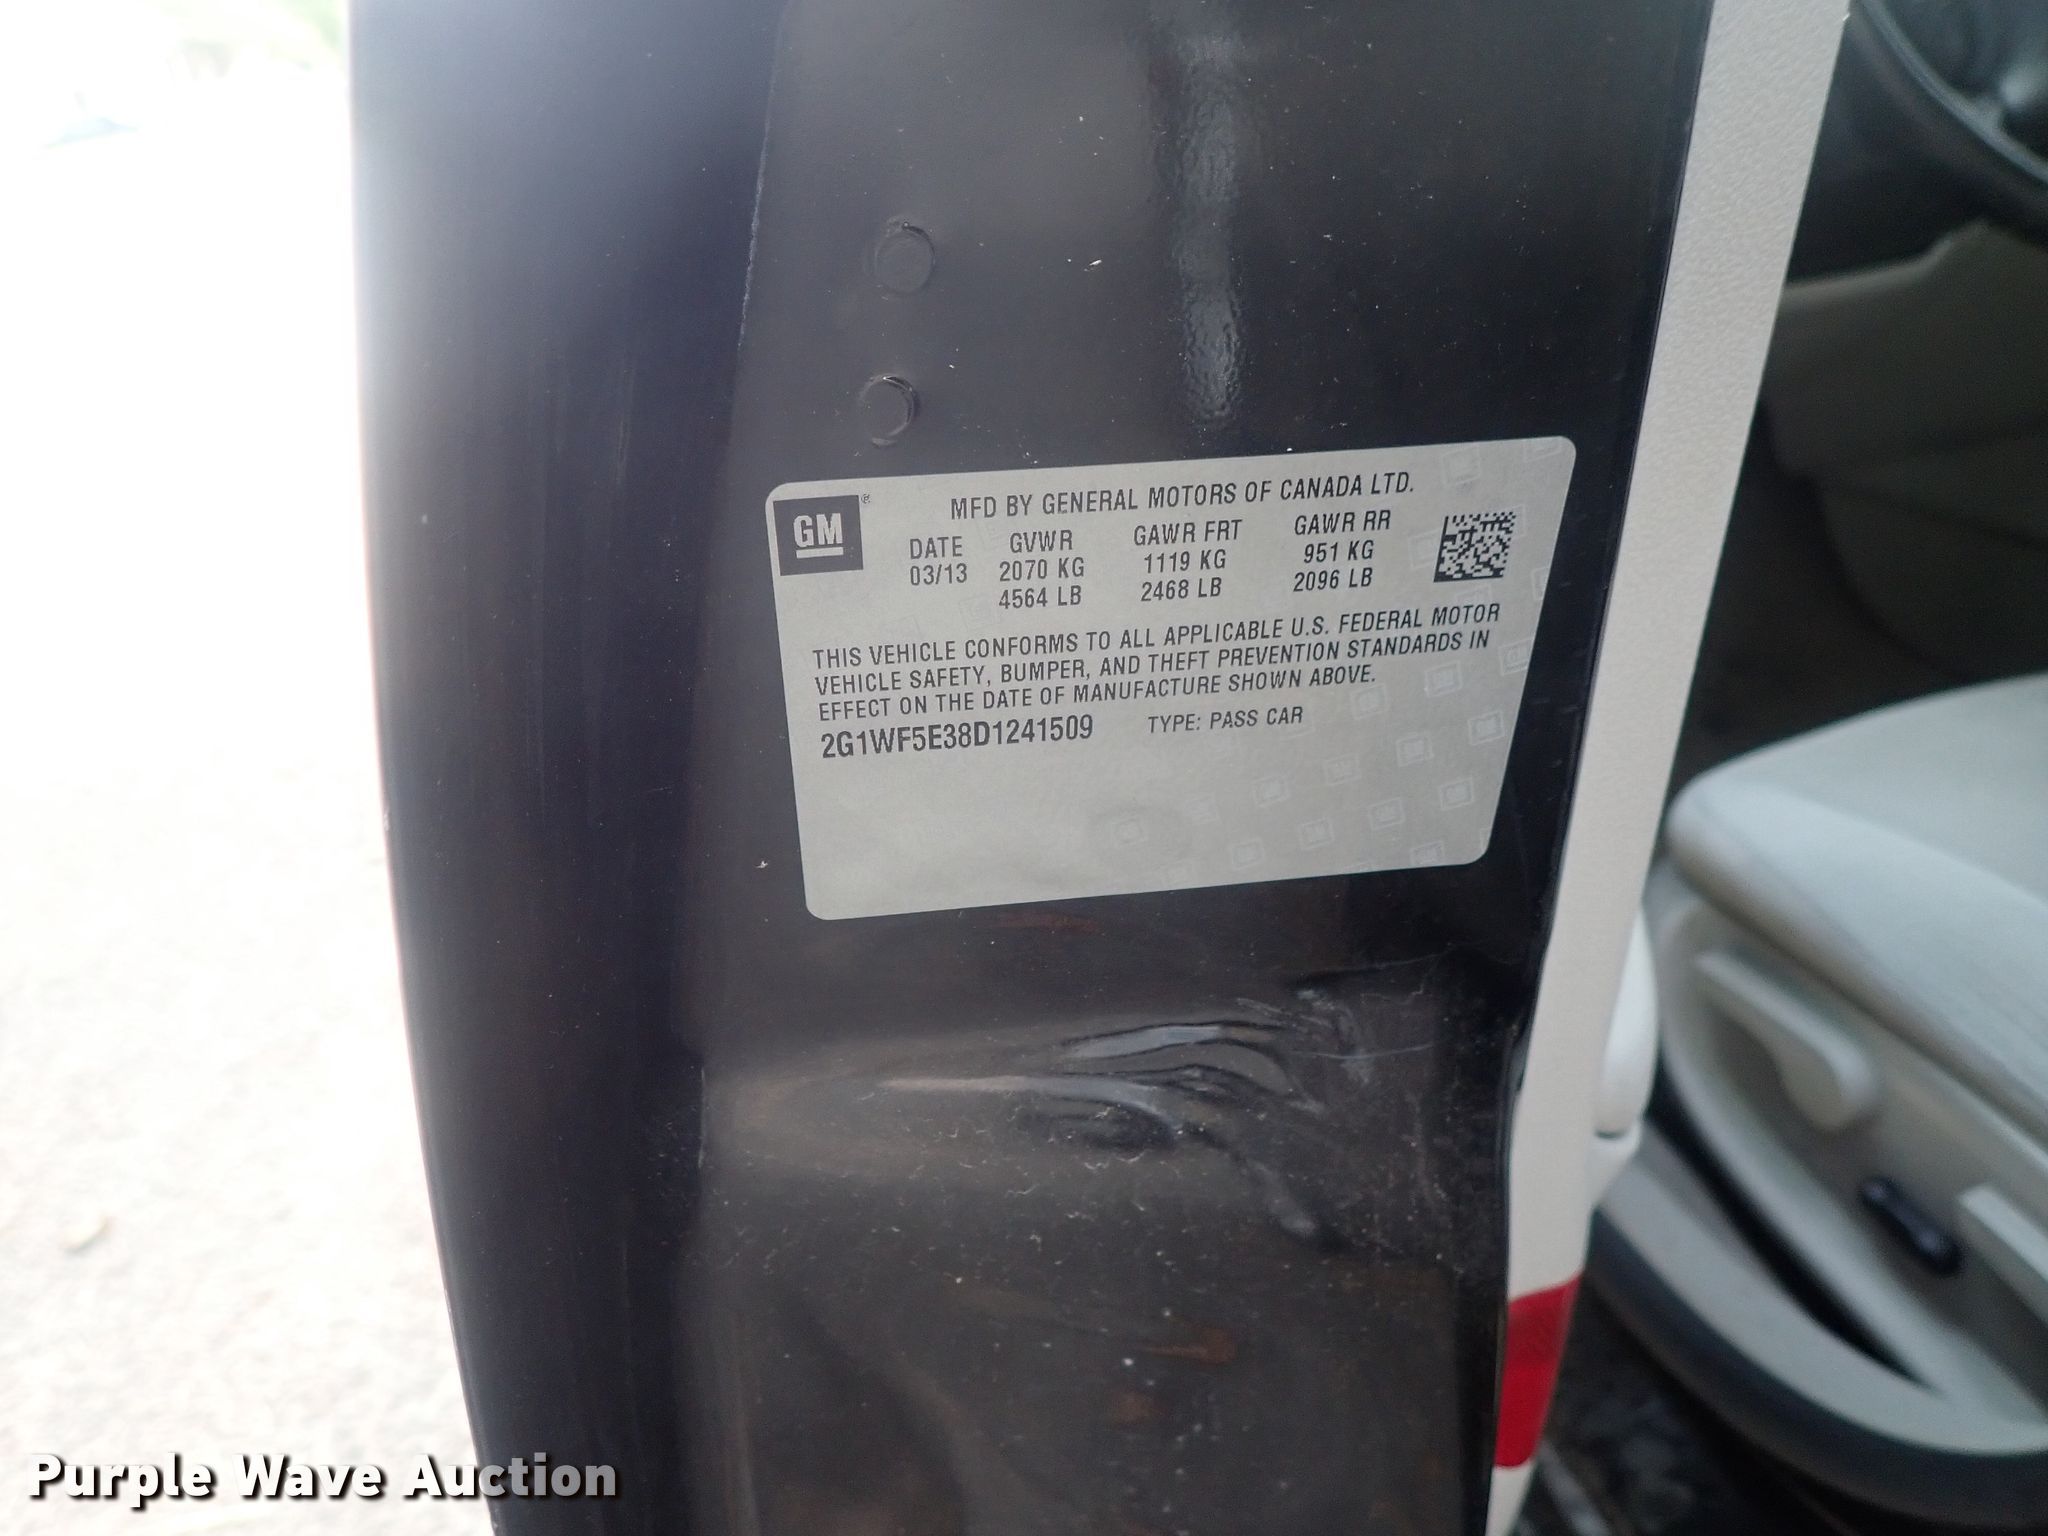 GM
MFD BY GENERAL MOTORS OF CANADA LTD.
DATE GVWR GAWR FRT GAWR RR
03/13 2070 KG 1119 KG 951 KG
4564 LB 2468 LB 2096 LB
THIS VEHICLE CONFORMS TO ALL APPLICABLE U.S. FEDERAL MOTOR
VEHICLE SAFETY, BUMPER, AND THEFT PREVENTION STANDARDS IN
EFFECT ON THE DATE OF MANUFACTURE SHOWN ABOVE.
2G1WF5E38D1241509 TYPE: PASS CAR
Purple Wave Auction